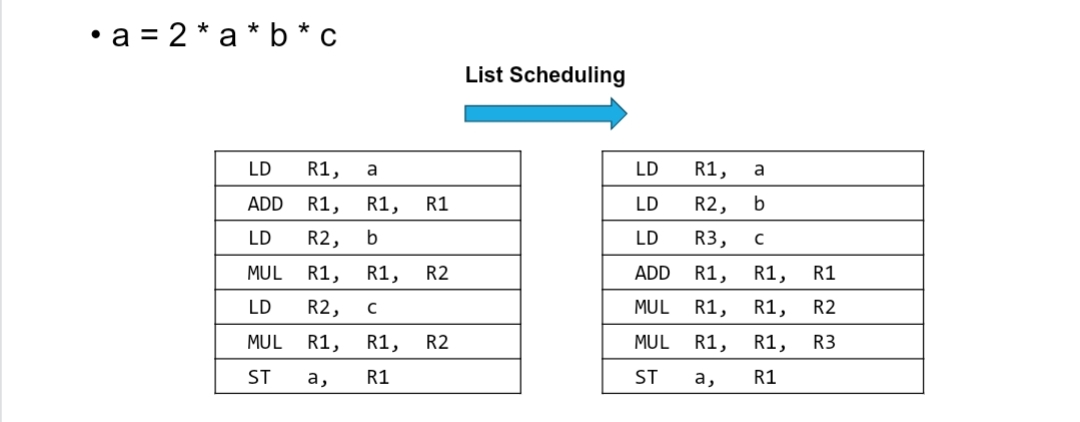 • a = 2 * a * b * c
List Scheduling
LD R1, a
ADD R1, R1, R1
LD R2, b
MUL R1, R1, R2
LD R2, c
MUL R1, R1, R2
ST a, R1
LD R1, a
LD R2, b
LD R3, c
ADD R1, R1, R1
MUL R1, R1, R2
MUL R1, R1, R3
ST a, R1